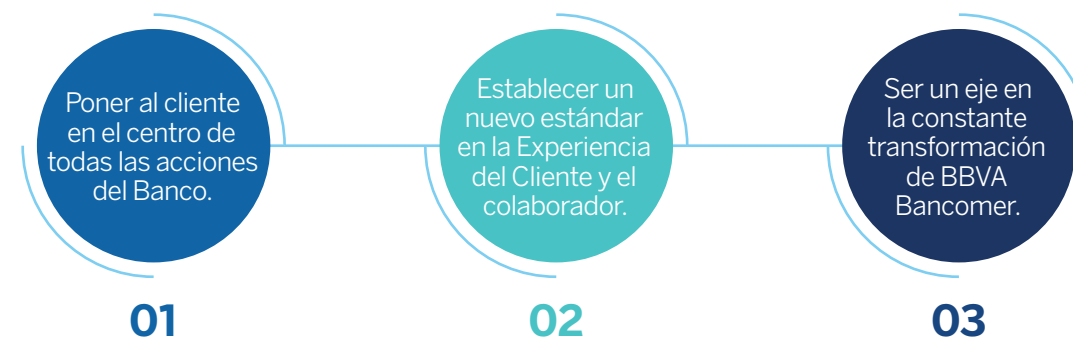 Poner al cliente
en el centro de
todas las acciones
del Banco.
01
Establecer un
nuevo estándar
en la Experiencia
del Cliente y el
colaborador.
02
Ser un eje en
la constante
transformación
de BBVA
Bancomer.
03